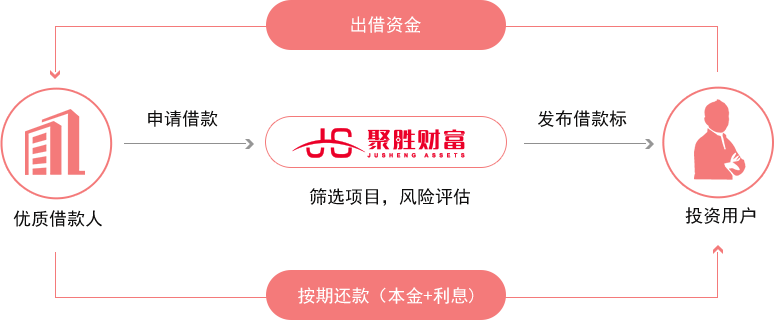 出借资金
申请借款
发布借款标
JS 聚胜财富
JUSHENG ASSETS
筛选项目，风险评估
优质借款人
投资用户
按期还款（本金+利息）